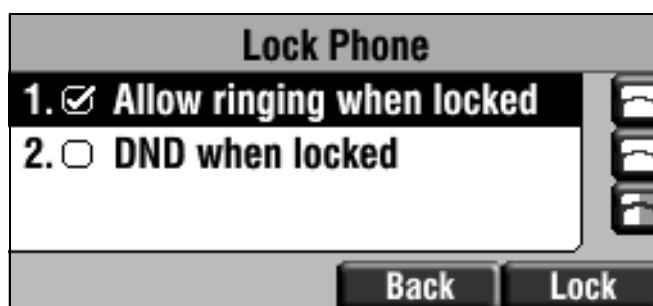 Lock Phone
1. Allow ringing when locked
2. DND when locked
Back Lock